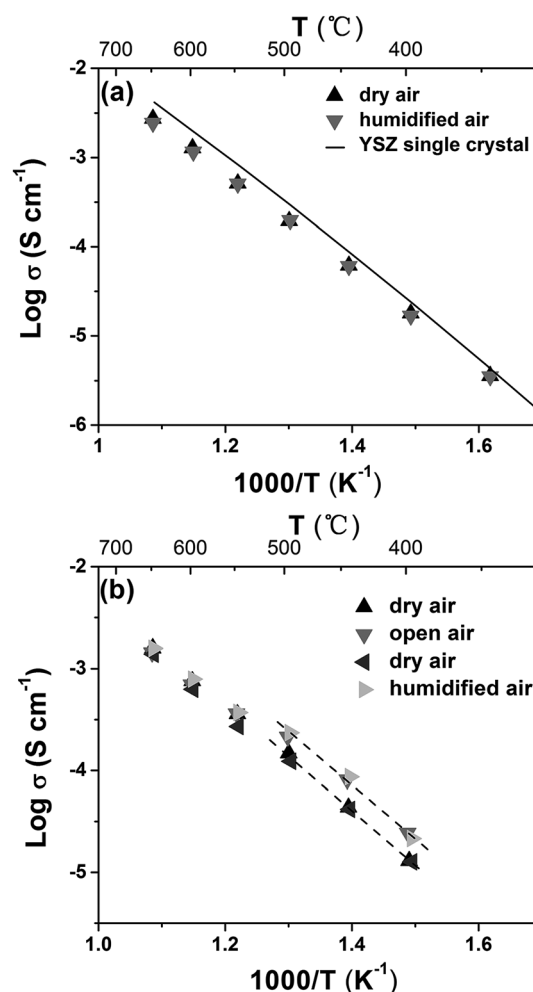 T (℃)
700 600 500 400
-2
(a)
dry air
humidified air
YSZ single crystal
-3
-4
-5
-6
Log σ (S cm⁻¹)
1 1.2 1.4 1.6
1000/T (K⁻¹)
T (℃)
700 600 500 400
-2
(b)
dry air
open air
dry air
humidified air
-3
-4
-5
Log σ (S cm⁻¹)
1.0 1.2 1.4 1.6
1000/T (K⁻¹)